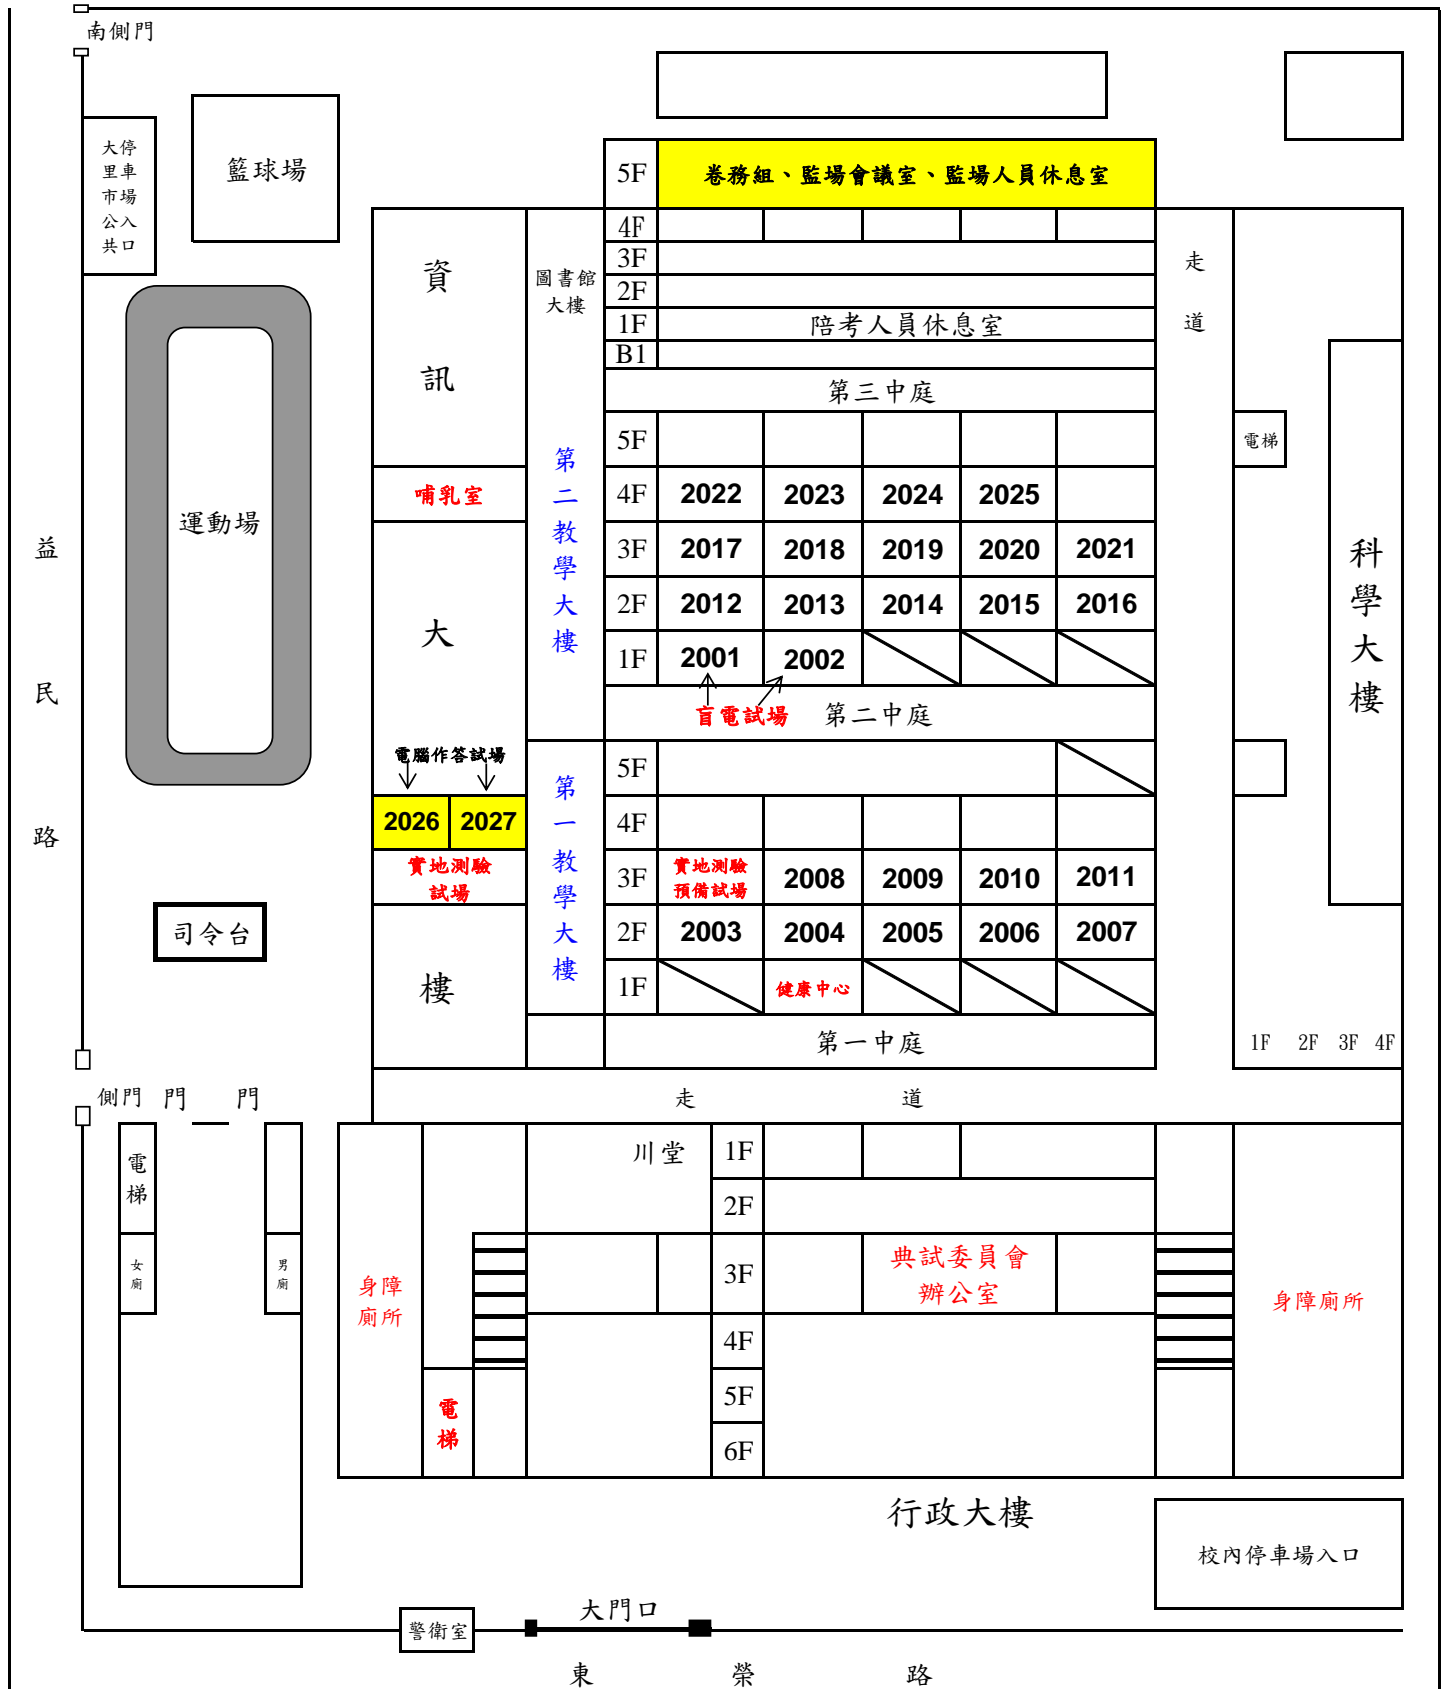 南側門
大停
里車
市場
公入
共口
籃球場
5F 卷務組、監場會議室、監場人員休息室
4F
3F
2F
1F 陪考人員休息室
B1
圖書館
大樓
資
訊
大
樓
走
道
第三中庭
第二教學大樓
5F
電梯
哺乳室
4F 2022 2023 2024 2025
3F 2017 2018 2019 2020 2021
2F 2012 2013 2014 2015 2016
1F 2001 2002
盲電試場 第二中庭
運動場
益
民
路
科學大樓
電腦作答試場
2026 2027
實地測驗
試場
第一教學大樓
5F
4F
3F 實地測驗
預備試場 2008 2009 2010 2011
2F 2003 2004 2005 2006 2007
1F 健康中心
第一中庭
司令台
1F 2F 3F 4F
側門 門 門
走 道
電梯
女廁
男廁
身障
廁所
電梯
川堂
1F
2F
3F 典試委員會
辦公室
4F
5F
6F
身障廁所
行政大樓
校內停車場入口
警衛室
大門口
東 榮 路